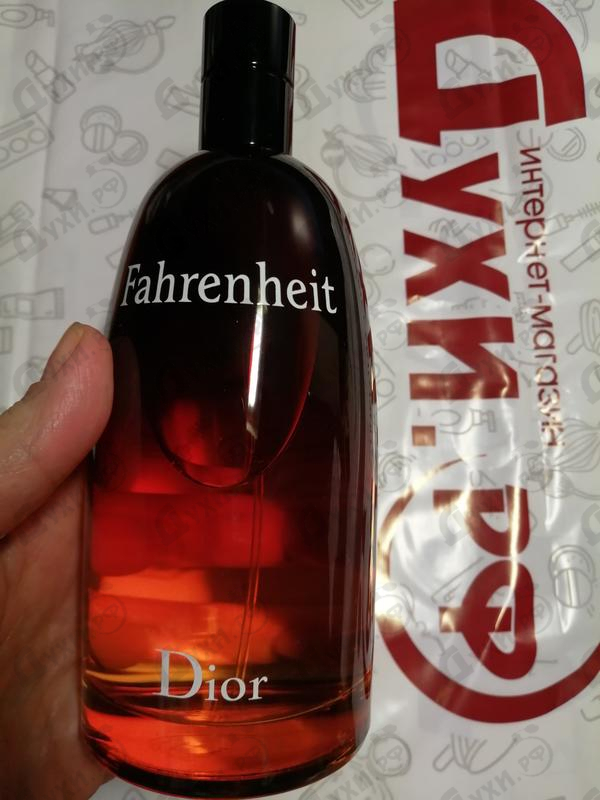 Fahrenheit
Dior
Духи.РФ
интернет-магазин